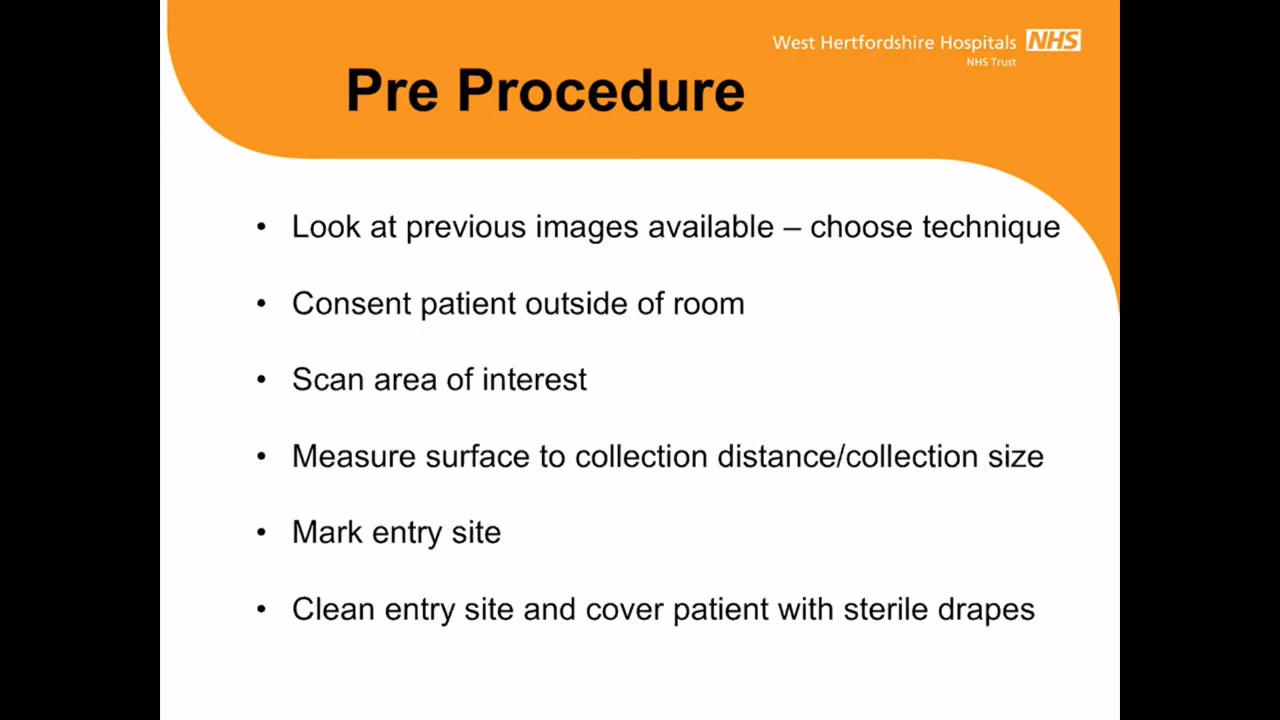 West Hertfordshire Hospitals NHS
NHS Trust
Pre Procedure
• Look at previous images available – choose technique
• Consent patient outside of room
• Scan area of interest
• Measure surface to collection distance/collection size
• Mark entry site
• Clean entry site and cover patient with sterile drapes